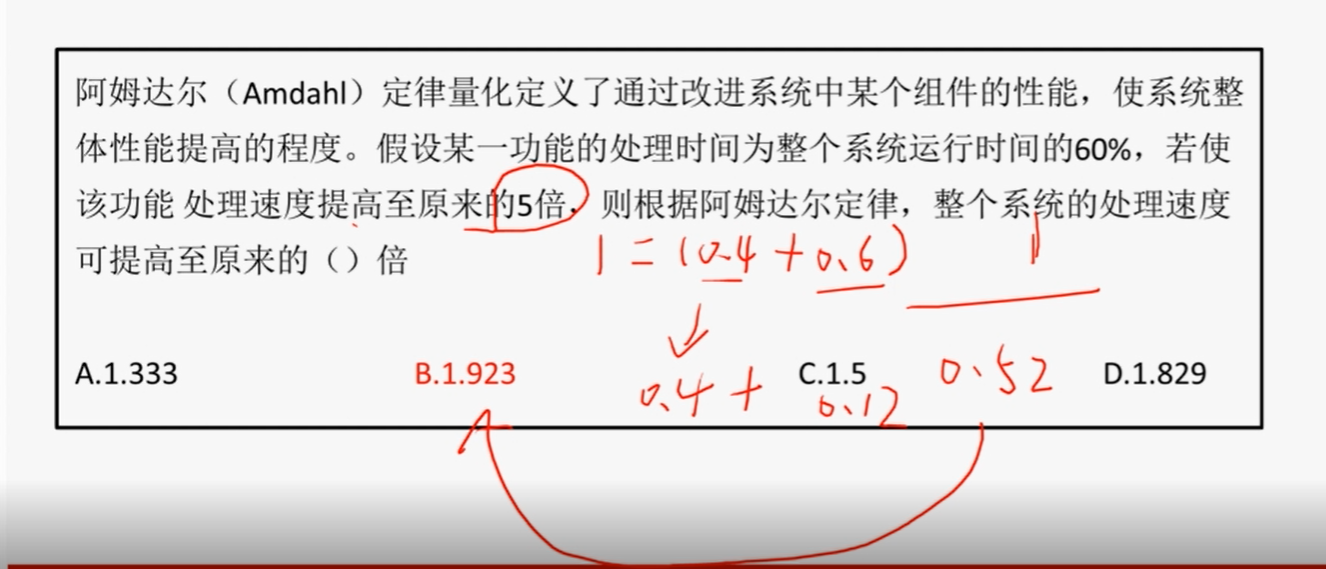 阿姆达尔（Amdahl）定律量化定义了通过改进系统中某个组件的性能，使系统整
体性能提高的程度。假设某一功能的处理时间为整个系统运行时间的60%，若使
该功能 处理速度提高至原来的5倍，则根据阿姆达尔定律，整个系统的处理速度
可提高至原来的（）倍
1 = (0.4 + 0.6)
1
A.1.333 B.1.923 C.1.5 D.1.829
0.4 + 0.12
0.52